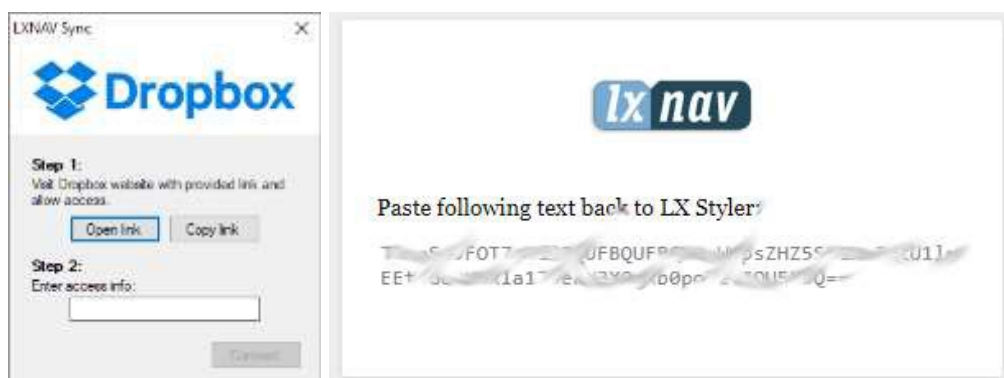 LXNAV Sync
Dropbox
Step 1:
Visit Dropbox website with provided link and
allow access.
Open link
Copy link
Step 2:
Enter access info:
Connect
lx nav
Paste following text back to LX Styler: